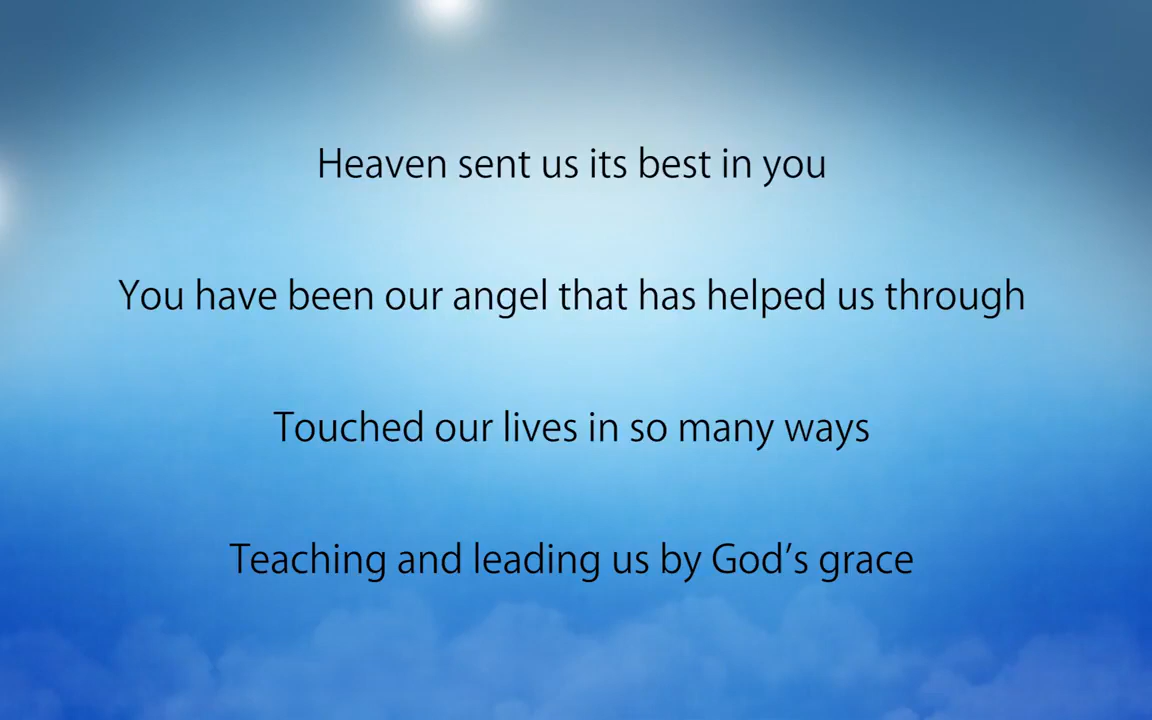 Heaven sent us its best in you
You have been our angel that has helped us through
Touched our lives in so many ways
Teaching and leading us by God’s grace